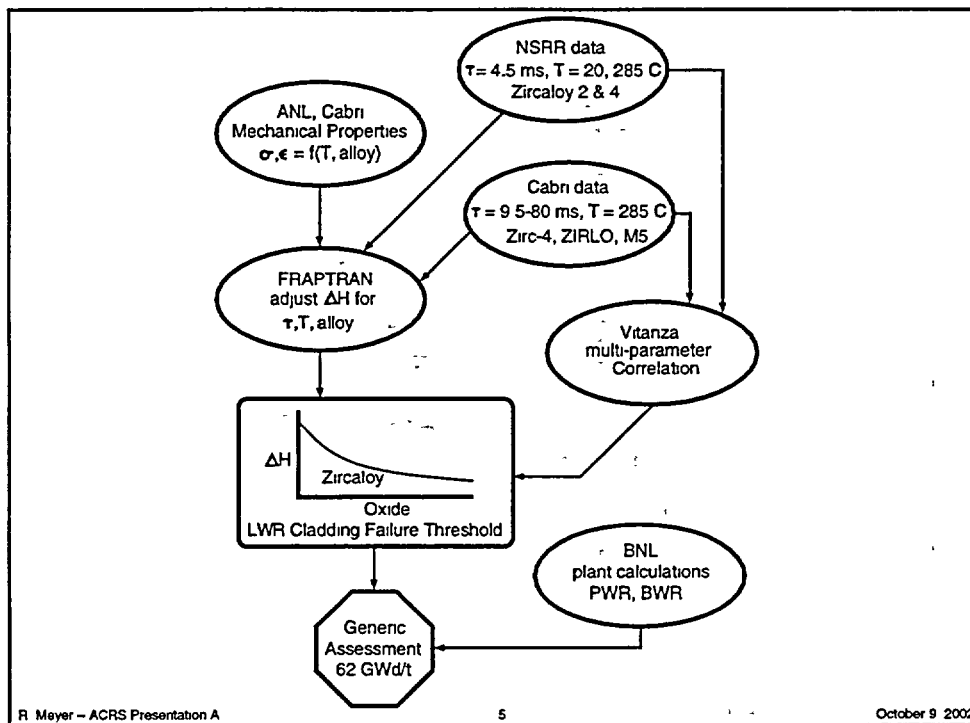 NSRR data
τ= 4.5 ms, T = 20, 285 C
Zircaloy 2 & 4
ANL, Cabri
Mechanical Properties
σ,ϵ = f(T, alloy)
Cabri data
τ = 9 5-80 ms, T = 285 C
Zirc-4, ZIRLO, M5
FRAPTRAN
adjust ΔH for
τ,T, alloy
Vitanza
multi-parameter
Correlation
ΔH
Zircaloy
Oxide
LWR Cladding Failure Threshold
BNL
plant calculations
PWR, BWR
Generic
Assessment
62 GWd/t
R Meyer – ACRS Presentation A
5
October 9 2002